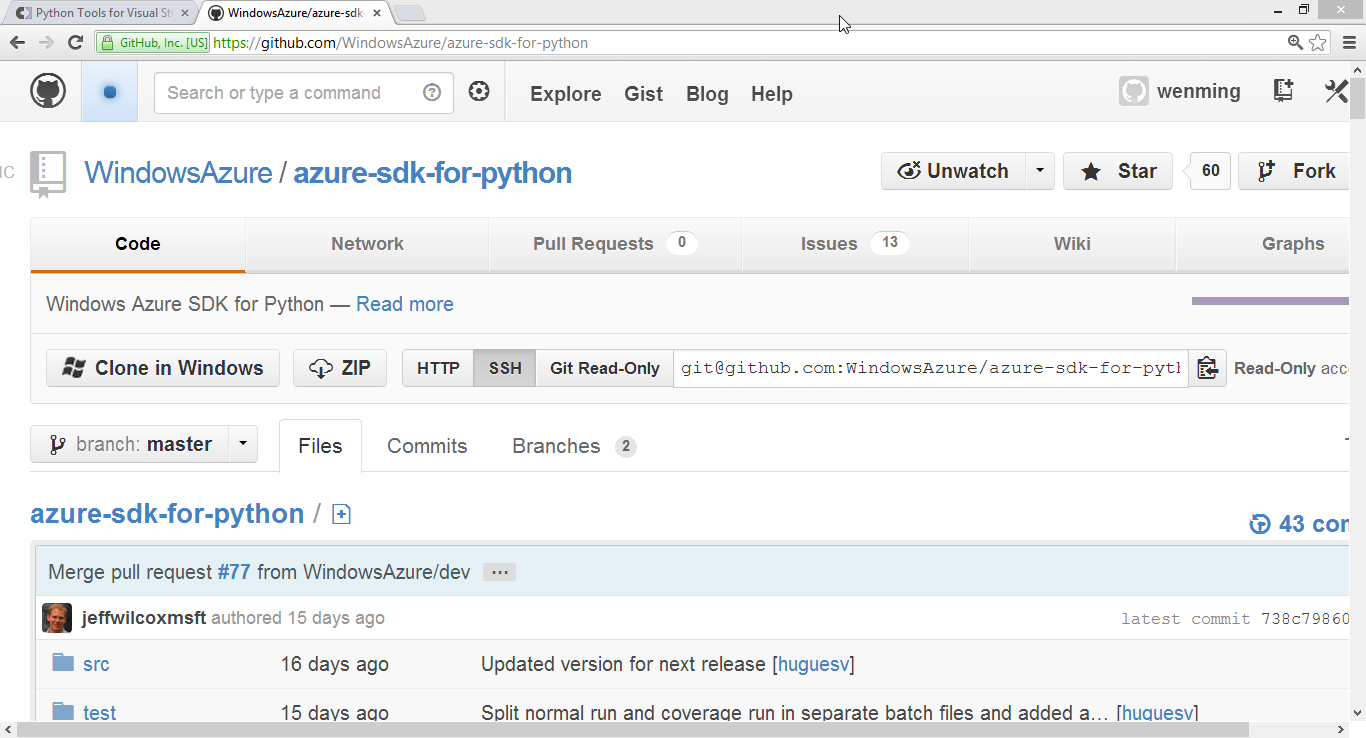 Python Tools for Visual St
WindowsAzure/azure-sdk-
GitHub, Inc. [US] https://github.com/WindowsAzure/azure-sdk-for-python
Search or type a command
Explore Gist Blog Help wenming
IC WindowsAzure / azure-sdk-for-python Unwatch Star 60 Fork
Code Network Pull Requests 0 Issues 13 Wiki Graphs
Windows Azure SDK for Python — Read more
Clone in Windows ZIP HTTP SSH Git Read-Only git@github.com:WindowsAzure/azure-sdk-for-pyth Read-Only acc
branch: master Files Commits Branches 2
azure-sdk-for-python /
43 com
Merge pull request #77 from WindowsAzure/dev ...
jeffwilcoxmsft authored 15 days ago latest commit 738c79860
src 16 days ago Updated version for next release [huguesv]
test 15 days ago Split normal run and coverage run in separate batch files and added a… [huguesv]